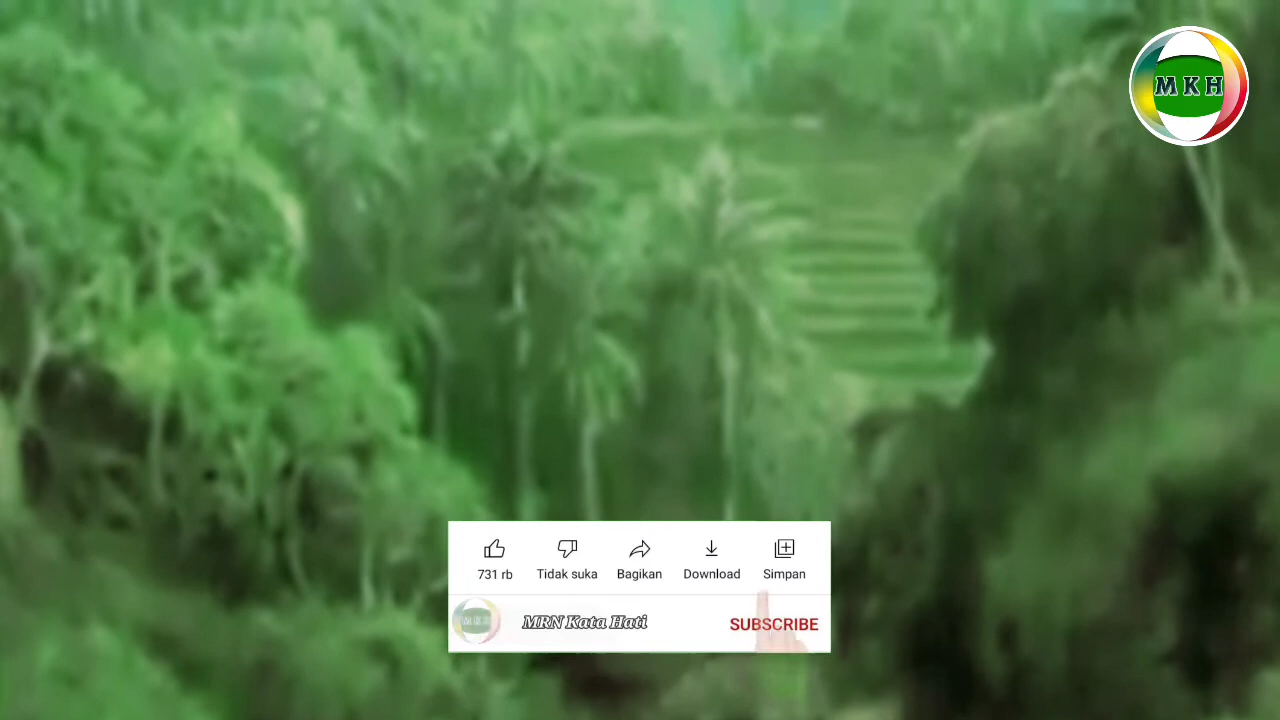 M K H
731 rb Tidak suka Bagikan Download Simpan
MKH MRN Kata Hati SUBSCRIBE